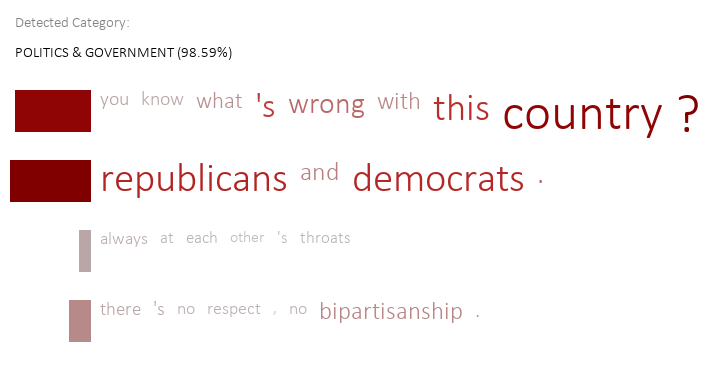 Detected Category:
POLITICS & GOVERNMENT (98.59%)
you know what 's wrong with this country ?
republicans and democrats .
always at each other 's throats
there 's no respect , no bipartisanship .